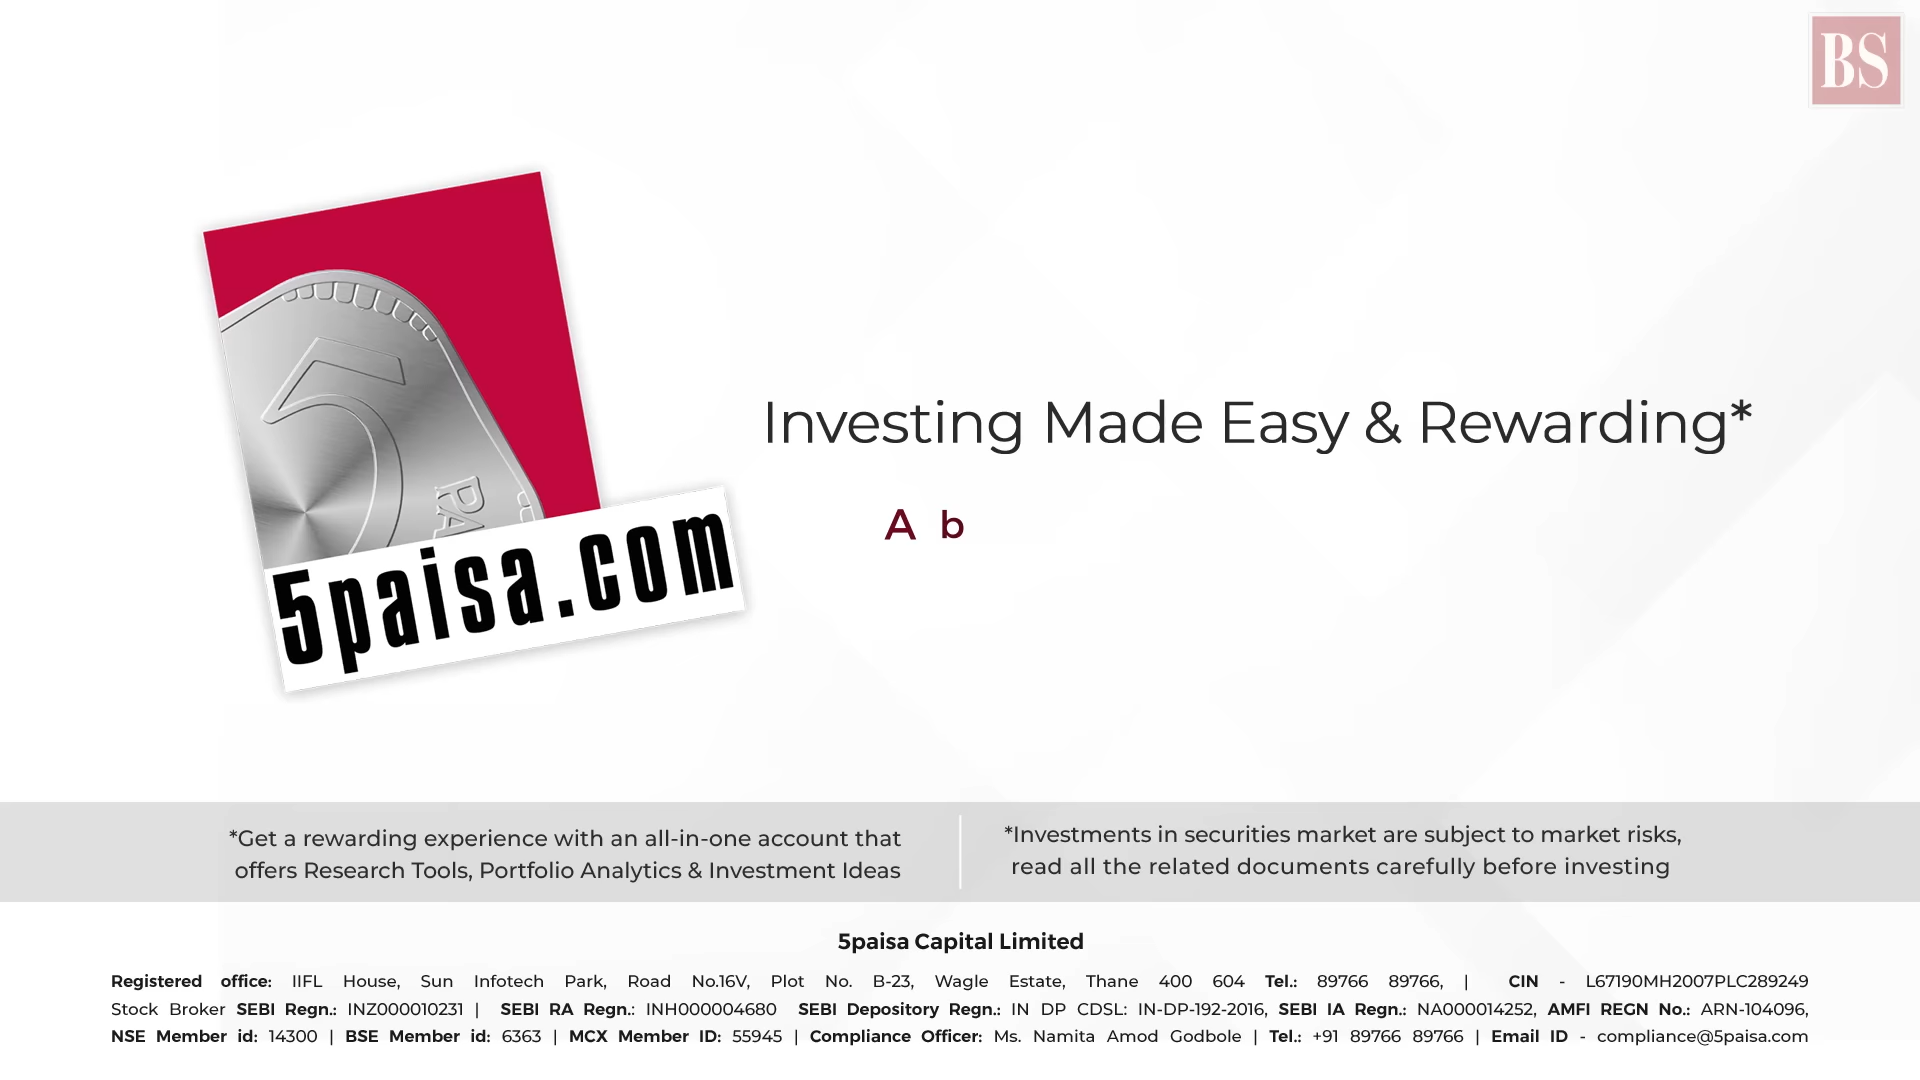 BS
5
PA
5paisa.com
Investing Made Easy & Rewarding*
A b
*Get a rewarding experience with an all-in-one account that
offers Research Tools, Portfolio Analytics & Investment Ideas
*Investments in securities market are subject to market risks,
read all the related documents carefully before investing
5paisa Capital Limited
Registered office: IIFL House, Sun Infotech Park, Road No.16V, Plot No. B-23, Wagle Estate, Thane 400 604 Tel.: 89766 89766, | CIN - L67190MH2007PLC289249
Stock Broker SEBI Regn.: INZ000010231 | SEBI RA Regn.: INH000004680 SEBI Depository Regn.: IN DP CDSL: IN-DP-192-2016, SEBI IA Regn.: NA000014252, AMFI REGN No.: ARN-104096,
NSE Member id: 14300 | BSE Member id: 6363 | MCX Member ID: 55945 | Compliance Officer: Ms. Namita Amod Godbole | Tel.: +91 89766 89766 | Email ID - compliance@5paisa.com